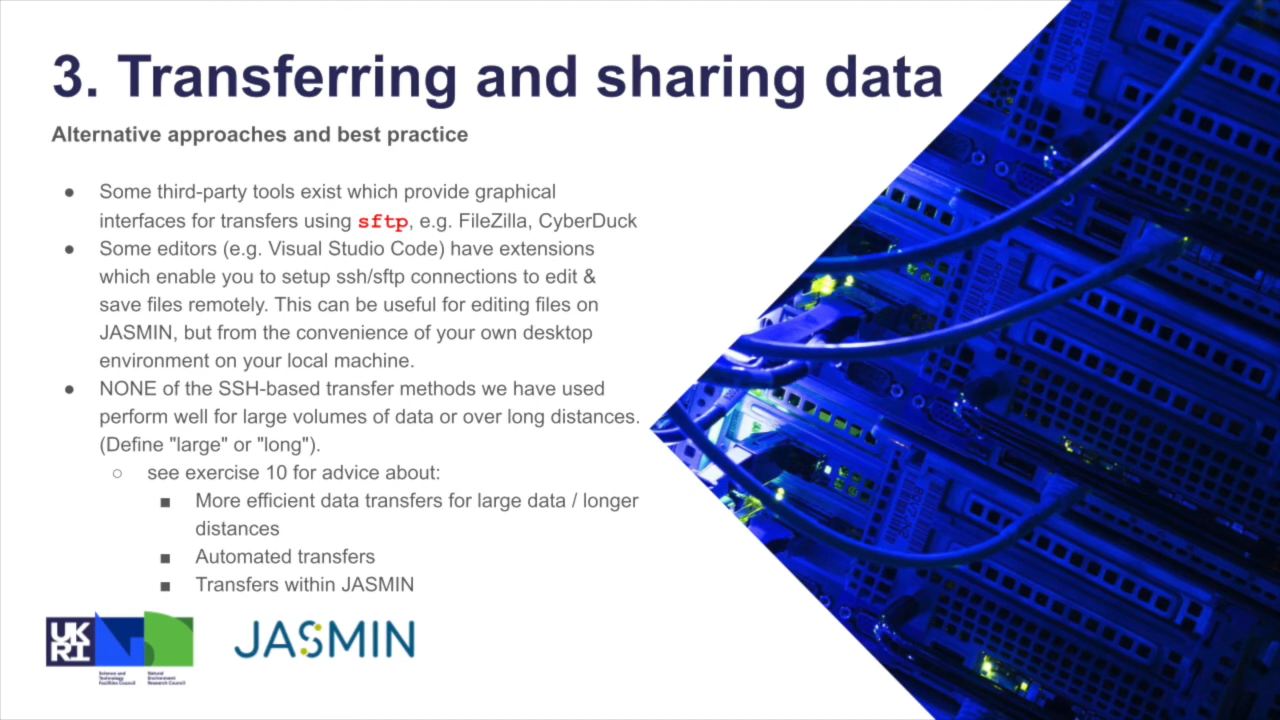 3. Transferring and sharing data
Alternative approaches and best practice
● Some third-party tools exist which provide graphical
interfaces for transfers using sftp, e.g. FileZilla, CyberDuck
● Some editors (e.g. Visual Studio Code) have extensions
which enable you to setup ssh/sftp connections to edit &
save files remotely. This can be useful for editing files on
JASMIN, but from the convenience of your own desktop
environment on your local machine.
● NONE of the SSH-based transfer methods we have used
perform well for large volumes of data or over long distances.
(Define "large" or "long").
○ see exercise 10 for advice about:
■ More efficient data transfers for large data / longer
distances
■ Automated transfers
■ Transfers within JASMIN
UK
RI
Science and
Technology
Facilities Council
Natural
Environment
Research Council
JASMIN